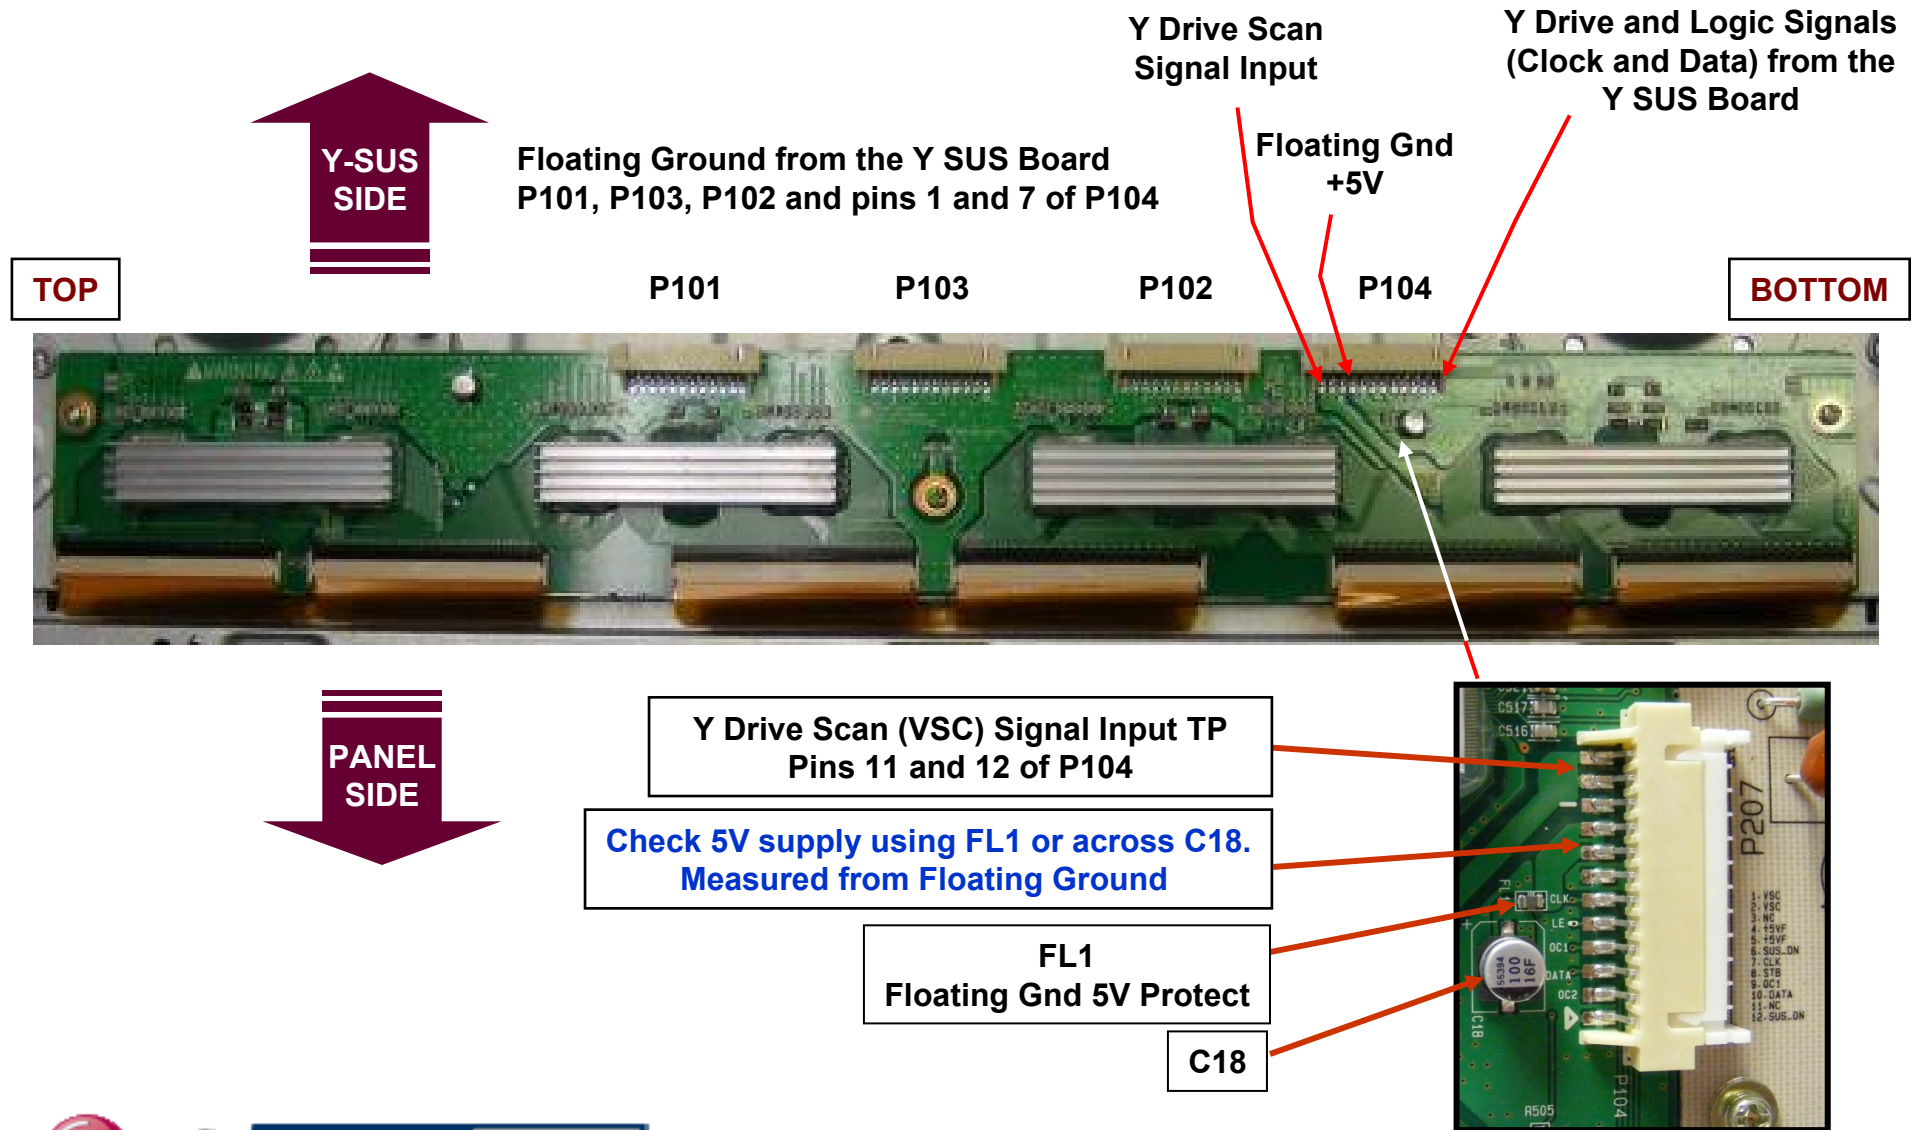 Y Drive Scan
Signal Input
Y Drive and Logic Signals
(Clock and Data) from the
Y SUS Board
Floating Gnd
+5V
Y-SUS
SIDE
Floating Ground from the Y SUS Board
P101, P103, P102 and pins 1 and 7 of P104
TOP
P101
P103
P102
P104
BOTTOM
PANEL
SIDE
Y Drive Scan (VSC) Signal Input TP
Pins 11 and 12 of P104
Check 5V supply using FL1 or across C18.
Measured from Floating Ground
FL1
Floating Gnd 5V Protect
C18
C517
C516
P207
CLK
LE
OC1
DATA
OC2
55394
100
16F
C18
1. VSC
2. VSC
3. NC
4. +5VF
5. +5VF
6. SUS_DN
7. CLK
8. STB
9. OC1
10. DATA
11. NC
12. SUS_DN
P104
R505